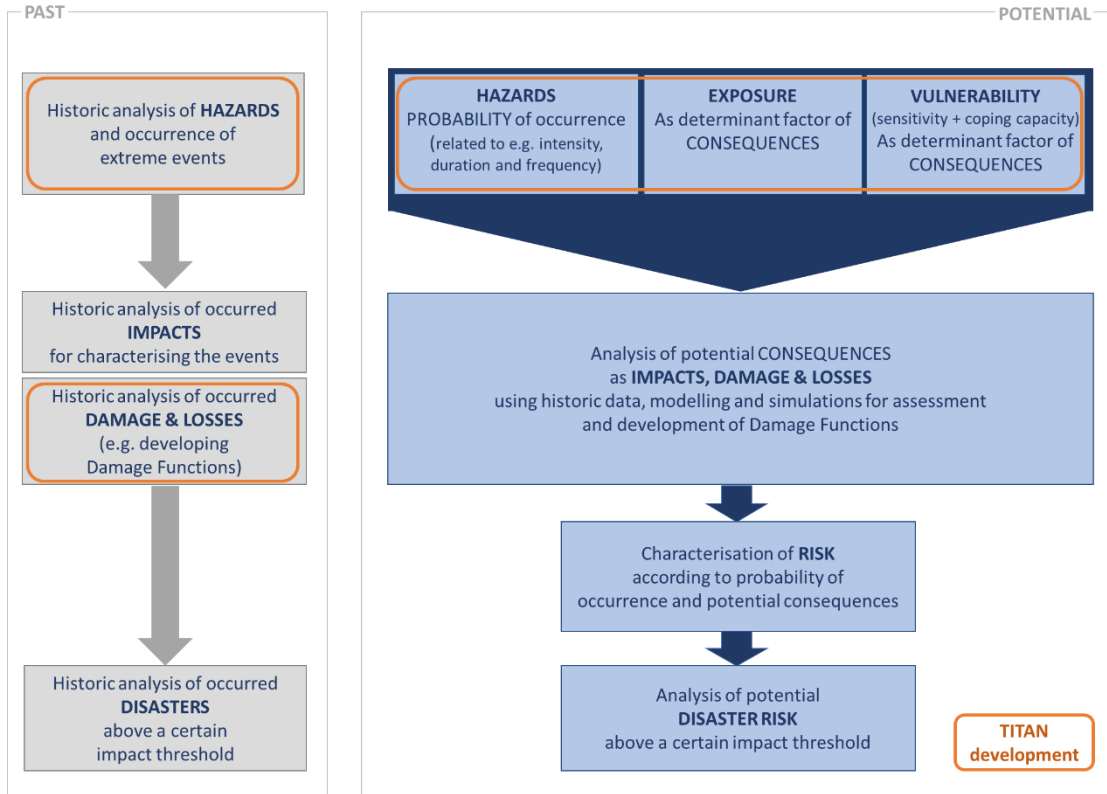 PAST
Historic analysis of HAZARDS
and occurrence of
extreme events
Historic analysis of occurred
IMPACTS
for characterising the events
Historic analysis of occurred
DAMAGE & LOSSES
(e.g. developing
Damage Functions)
Historic analysis of occurred
DISASTERS
above a certain
impact threshold
POTENTIAL
HAZARDS
PROBABILITY of occurrence
(related to e.g. intensity,
duration and frequency)
EXPOSURE
As determinant factor of
CONSEQUENCES
VULNERABILITY
(sensitivity + coping capacity)
As determinant factor of
CONSEQUENCES
Analysis of potential CONSEQUENCES
as IMPACTS, DAMAGE & LOSSES
using historic data, modelling and simulations for assessment
and development of Damage Functions
Characterisation of RISK
according to probability of
occurrence and potential consequences
Analysis of potential
DISASTER RISK
above a certain impact threshold
TITAN
development